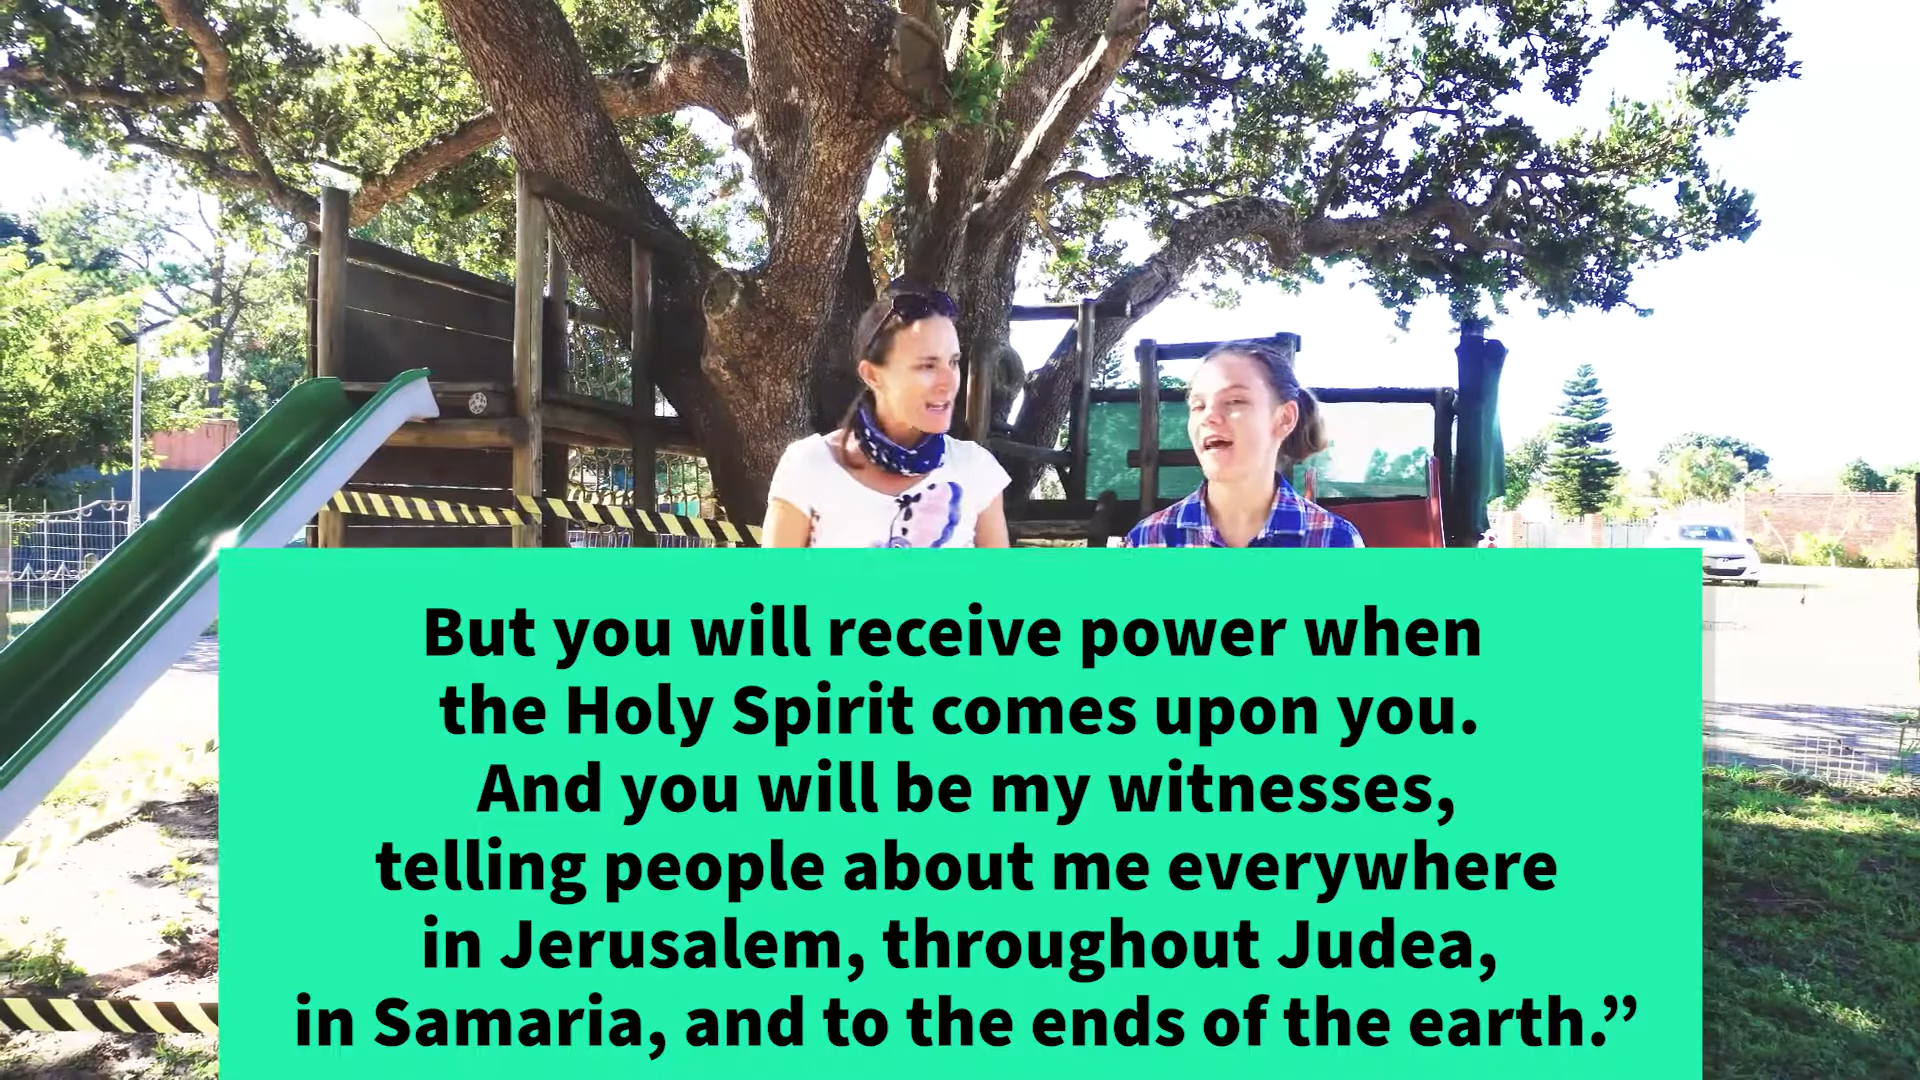 But you will receive power when
the Holy Spirit comes upon you.
And you will be my witnesses,
telling people about me everywhere
in Jerusalem, throughout Judea,
in Samaria, and to the ends of the earth.”